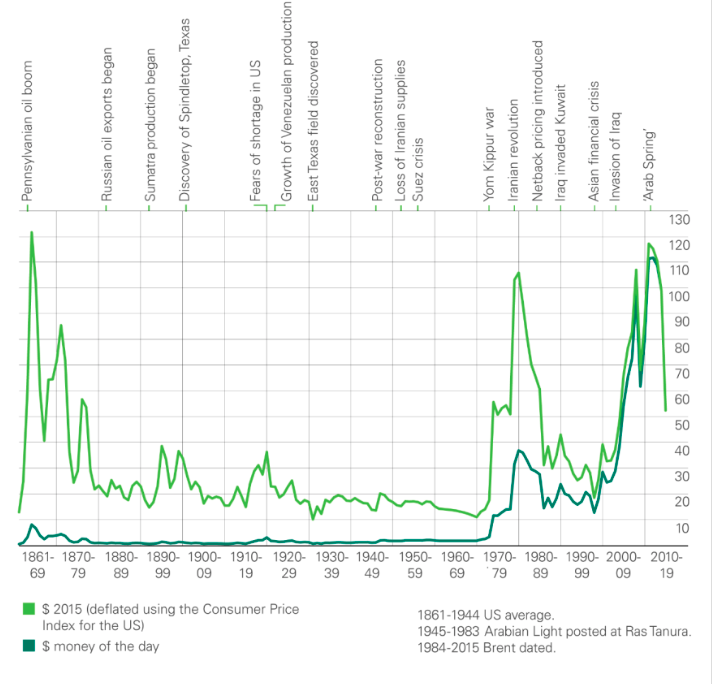 Pennsylvanian oil boom
Russian oil exports began
Sumatra production began
Discovery of Spindletop, Texas
Fears of shortage in US
Growth of Venezuelan production
East Texas field discovered
Post-war reconstruction
Loss of Iranian supplies
Suez crisis
Yom Kippur war
Iranian revolution
Netback pricing introduced
Iraq invaded Kuwait
Asian financial crisis
Invasion of Iraq
'Arab Spring'
130
120
110
100
90
80
70
60
50
40
30
20
10
1861-
69
1870-
79
1880-
89
1890-
99
1900-
09
1910-
19
1920-
29
1930-
39
1940-
49
1950-
59
1960-
69
1970-
79
1980-
89
1990-
99
2000-
09
2010-
19
$ 2015 (deflated using the Consumer Price
Index for the US)
$ money of the day
1861-1944 US average.
1945-1983 Arabian Light posted at Ras Tanura.
1984-2015 Brent dated.